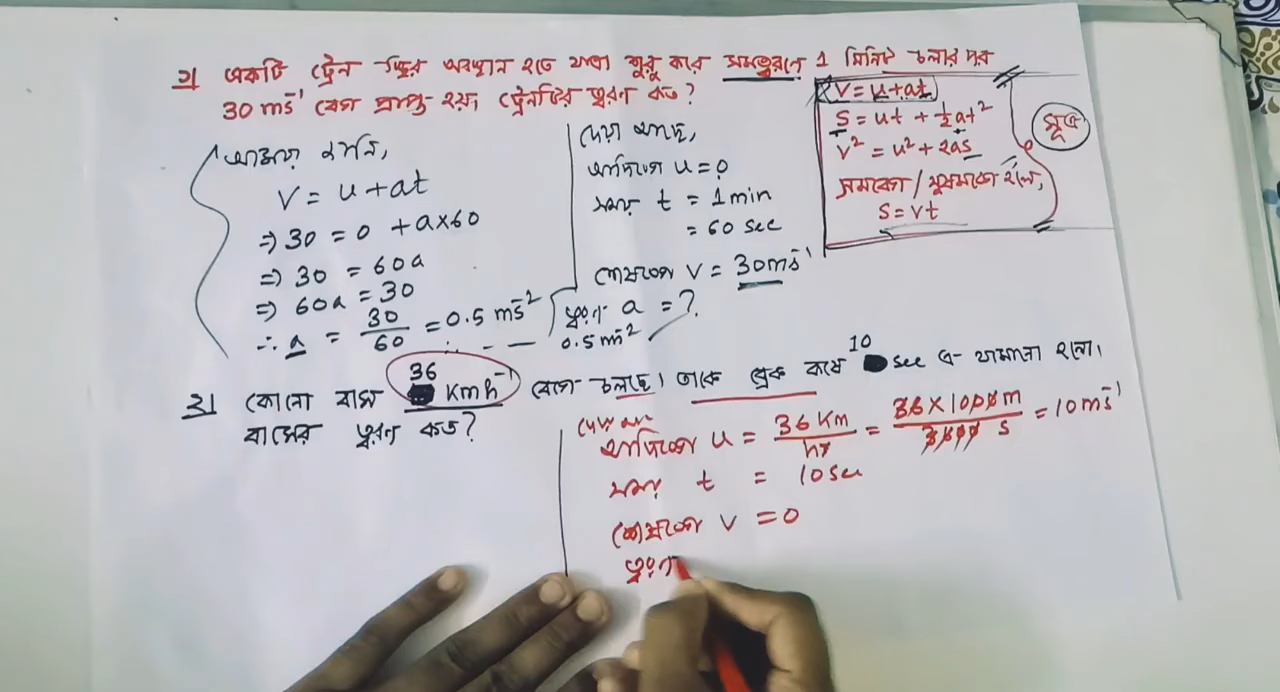 ২। একটি ট্রেন স্থির অবস্থান হতে যাত্রা শুরু করে সমত্বরণে 1 মিনিট চলার পর
30 ms⁻¹ বেগ প্রাপ্ত হয়। ট্রেনটির ত্বরণ কত?
আমরা জানি,
V = u + at
⇒ 30 = 0 + a×60
⇒ 30 = 60a
⇒ 60a = 30
∴ a = 30/60 = 0.5 ms⁻²
দেয়া আছে,
আদিবেগ u = 0
সময় t = 1 min
= 60 sec
শেষবেগ V = 30ms⁻¹
ত্বরণ a = ?
0.5 ms⁻²
V = u + at
S = ut + ½at²
V² = u² + 2as
সমবেগ / সুষমবেগ হলে,
S = vt
সূত্র
৩। কোনো বাস 36 Kmh⁻¹ বেগে চলছে। তাকে ব্রেক কষে 10 sec এ থামানো হলো।
বাসের ত্বরণ কত?
দেয়া আছে
আদিবেগ u = 36 Km/hr = 36 × 1000 m/3600 s = 10 ms⁻¹
সময় t = 10 sec
শেষবেগ V = 0
ত্বরণ